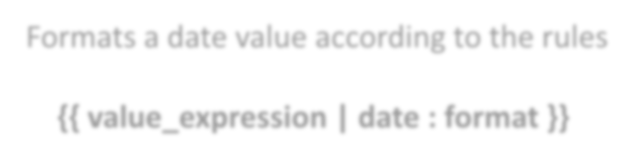 Formats a date value according to the rules
{{ value_expression | date : format }}